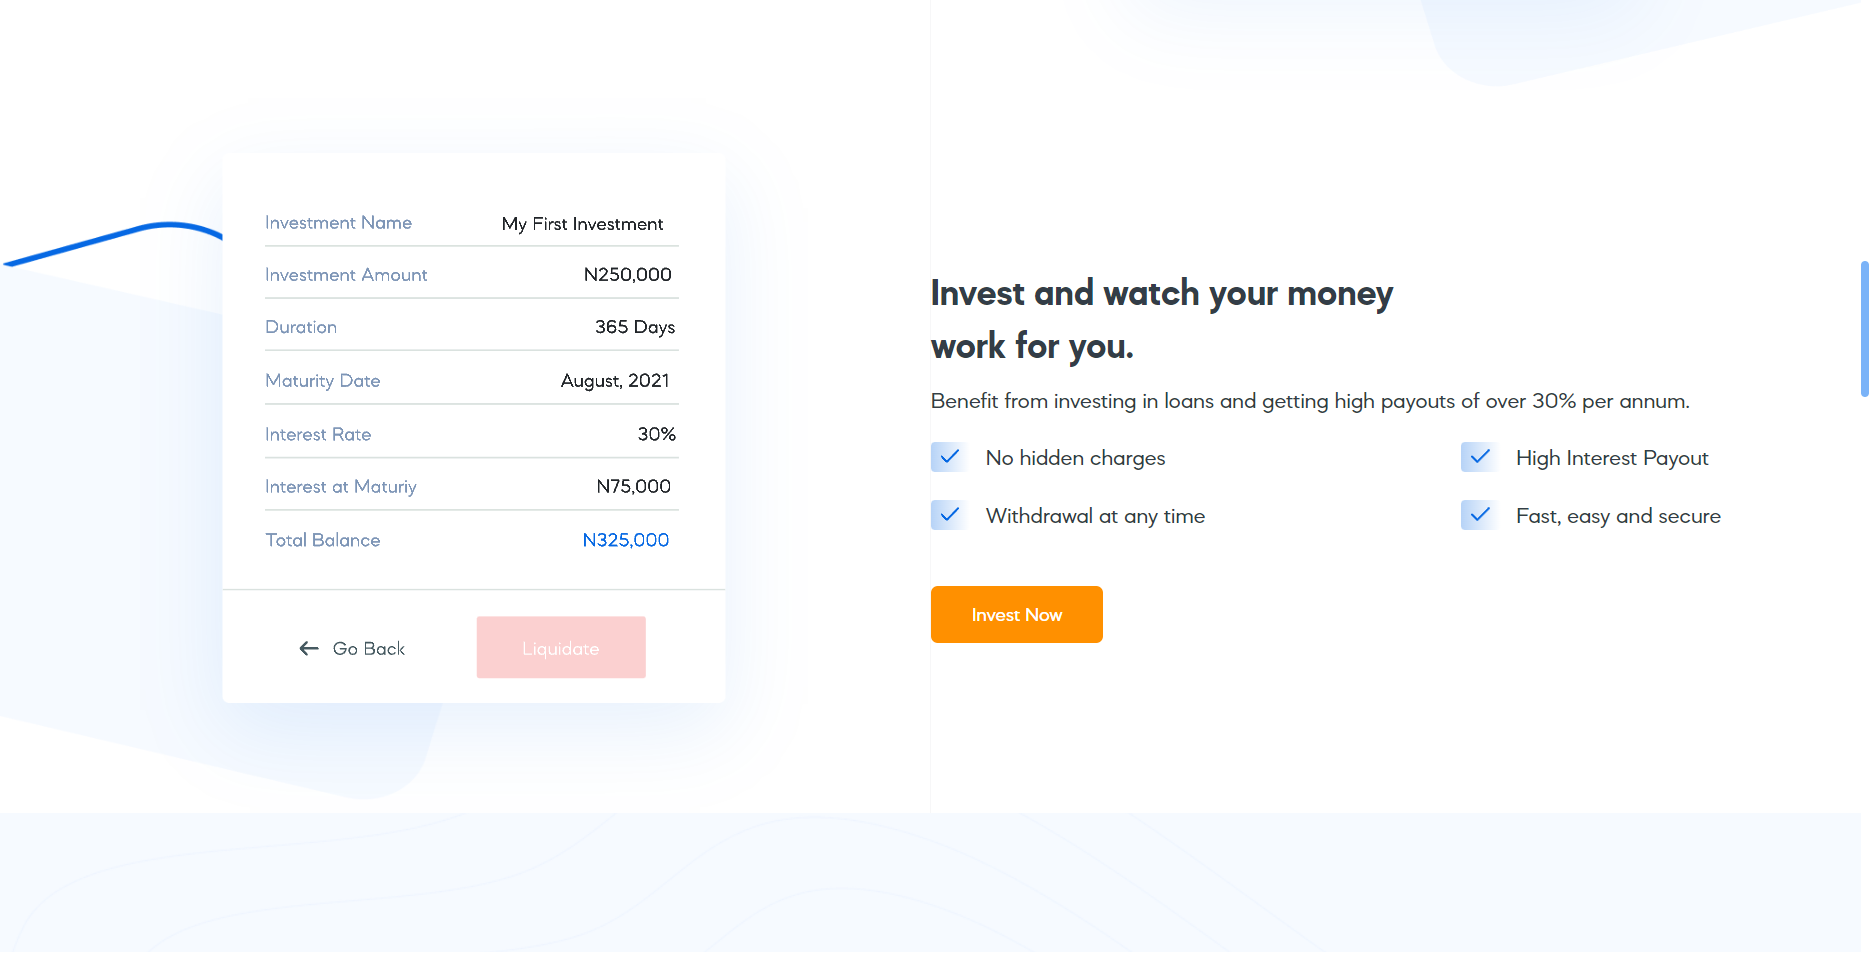 Investment Name My First Investment
Investment Amount N250,000
Duration 365 Days
Maturity Date August, 2021
Interest Rate 30%
Interest at Maturiy N75,000
Total Balance N325,000
Go Back Liquidate
Invest and watch your money
work for you.
Benefit from investing in loans and getting high payouts of over 30% per annum.
No hidden charges High Interest Payout
Withdrawal at any time Fast, easy and secure
Invest Now